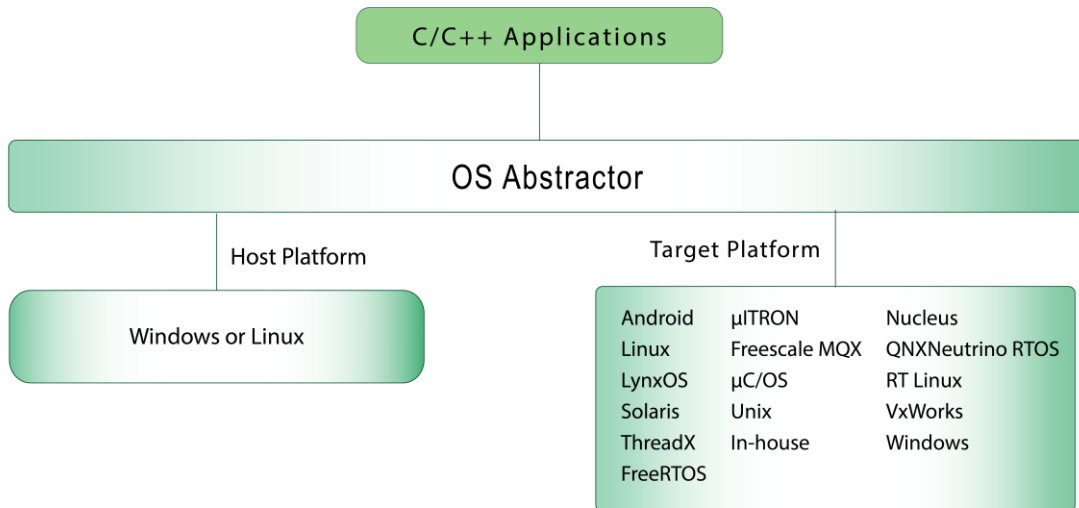 C/C++ Applications
OS Abstractor
Host Platform
Target Platform
Windows or Linux
Android
Linux
LynxOS
Solaris
ThreadX
FreeRTOS
µITRON
Freescale MQX
µC/OS
Unix
In-house
Nucleus
QNXNeutrino RTOS
RT Linux
VxWorks
Windows